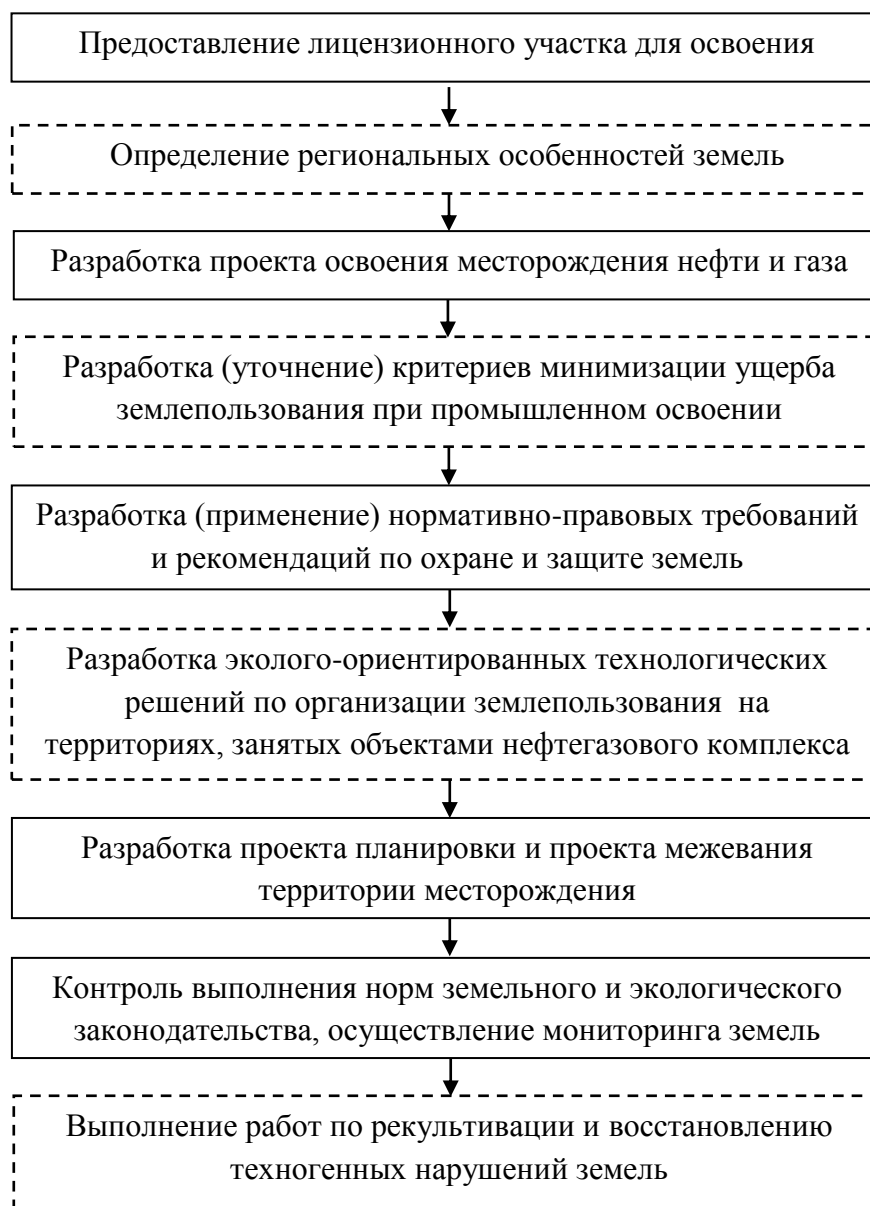 Предоставление лицензионного участка для освоения
Определение региональных особенностей земель
Разработка проекта освоения месторождения нефти и газа
Разработка (уточнение) критериев минимизации ущерба
землепользования при промышленном освоении
Разработка (применение) нормативно-правовых требований
и рекомендаций по охране и защите земель
Разработка эколого-ориентированных технологических
решений по организации землепользования на
территориях, занятых объектами нефтегазового комплекса
Разработка проекта планировки и проекта межевания
территории месторождения
Контроль выполнения норм земельного и экологического
законодательства, осуществление мониторинга земель
Выполнение работ по рекультивации и восстановлению
техногенных нарушений земель